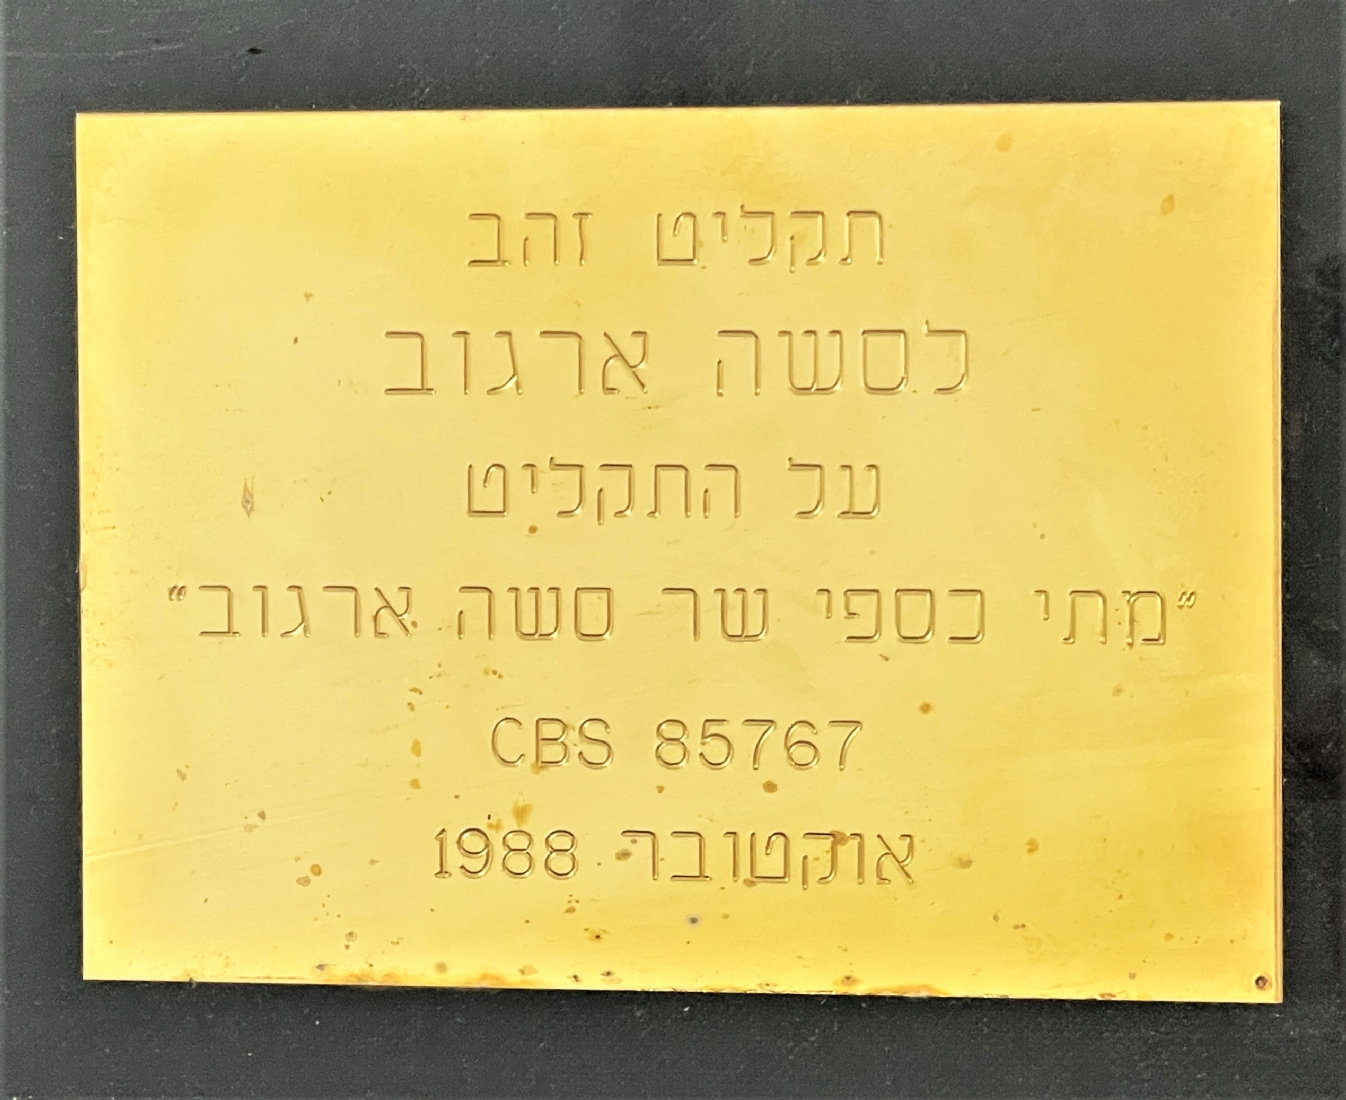 תקליט זהב
לסשה ארגוב
על התקליט
"מתי כספי שר סשה ארגוב"
CBS 85767
אוקטובר 1988